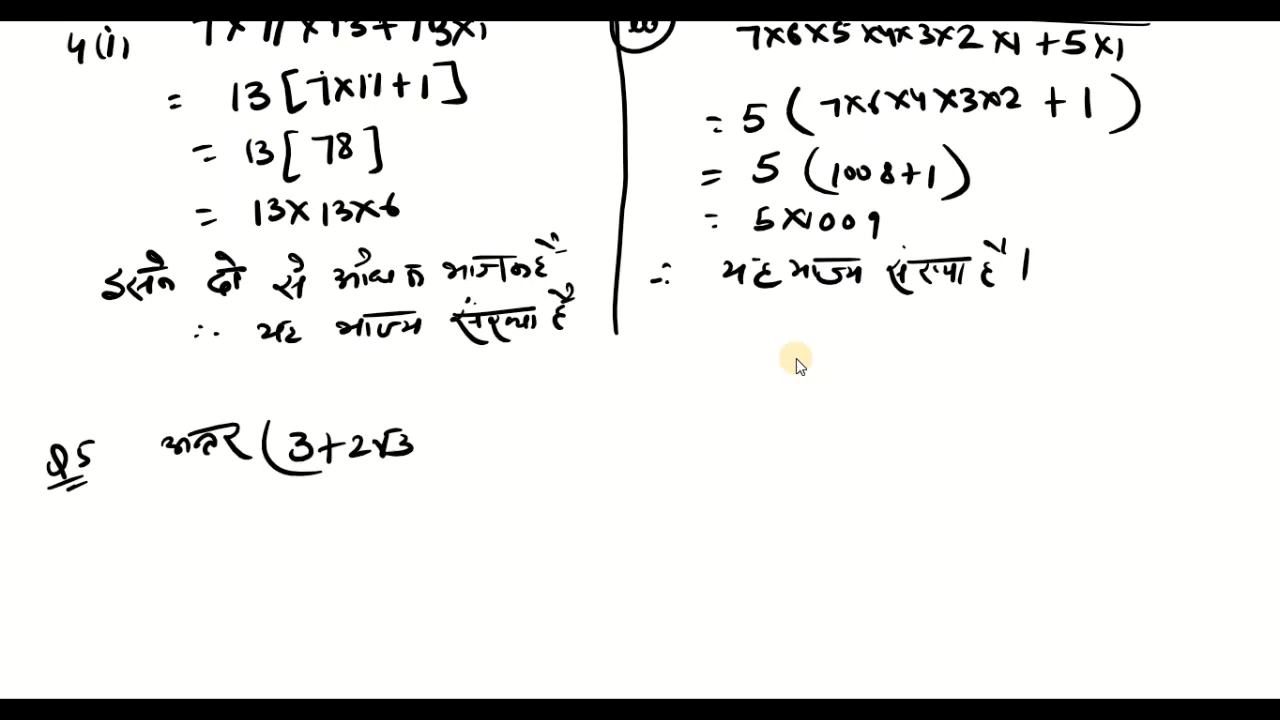 4(i) 7×11×13+13×1
= 13[7×11+1]
= 13[78]
= 13×13×6
इसके दो से अधिक भाजक हैं
∴ यह भाज्य संख्या है
7×6×5×4×3×2×1+5×1
= 5(7×6×4×3×2+1)
= 5(1008+1)
= 5×1009
∴ यह भाज्य संख्या है।
Q5 (3+2√3